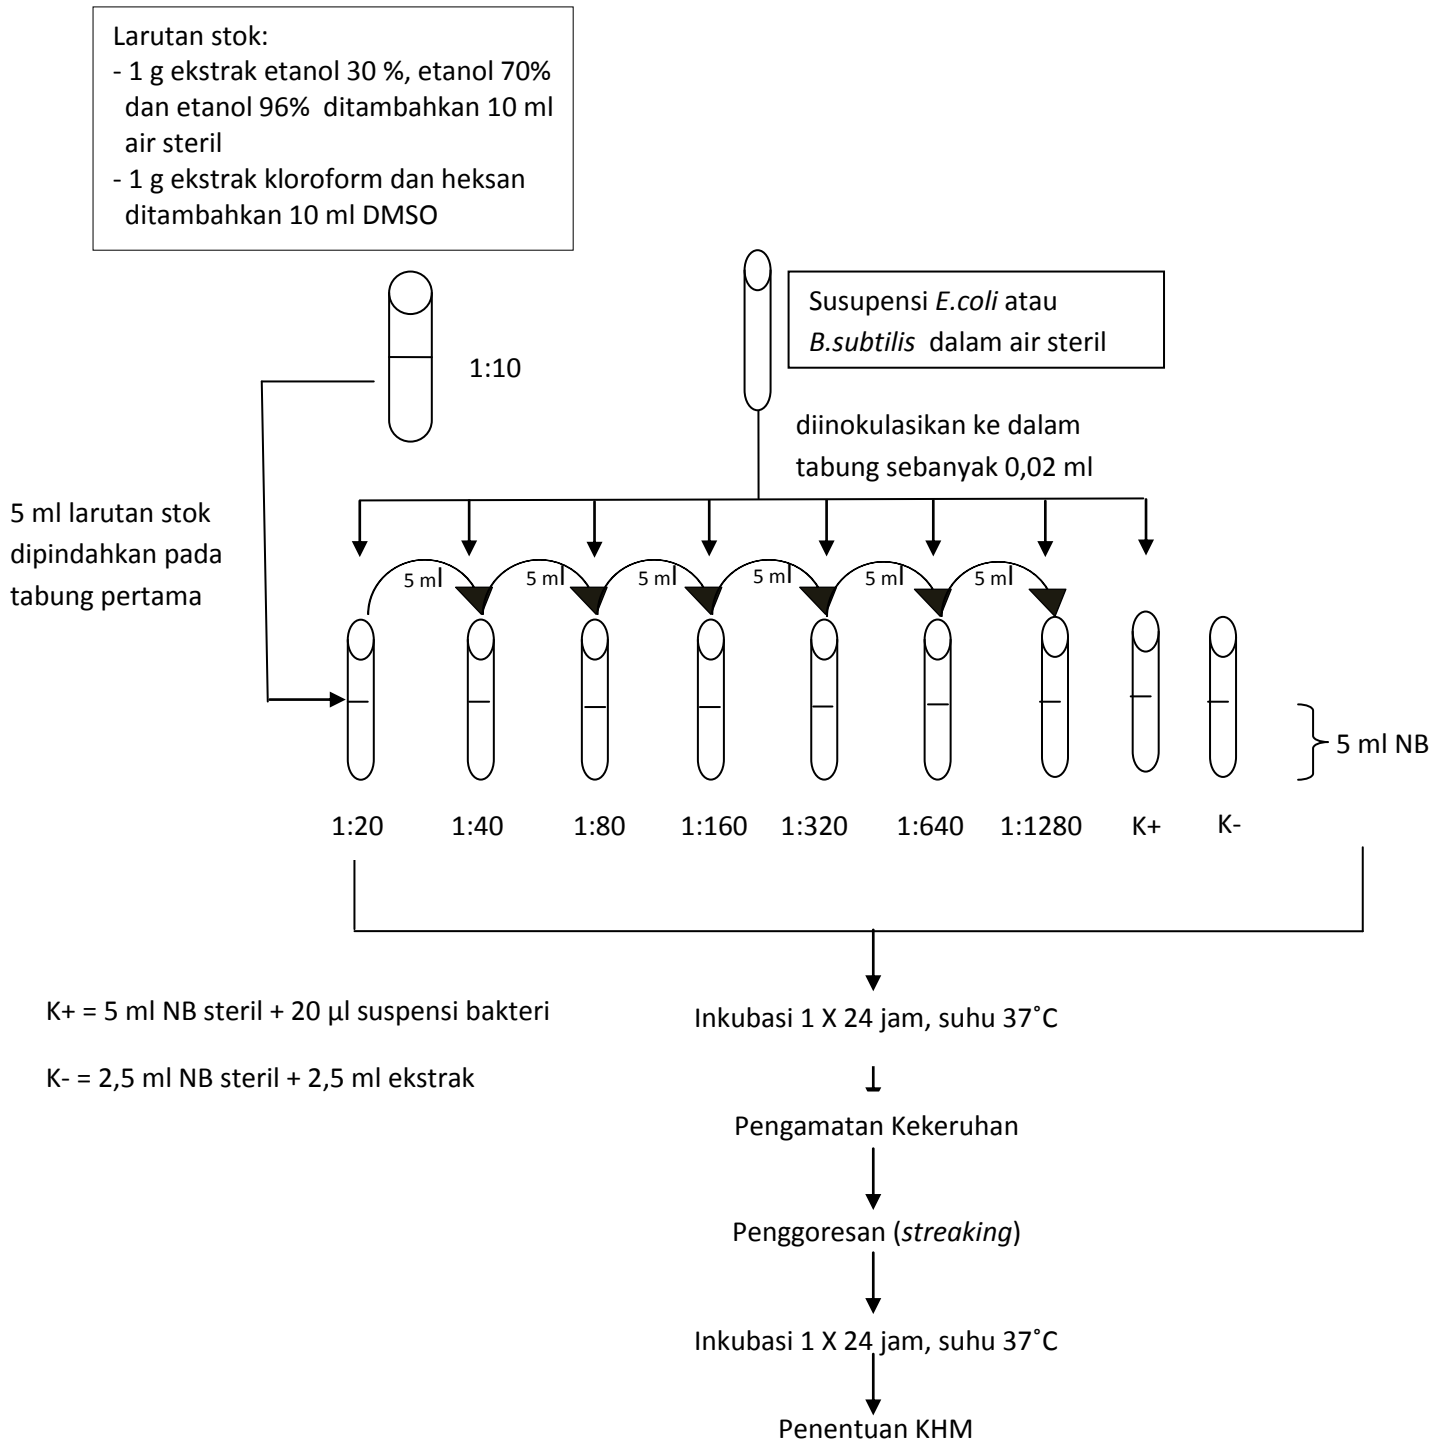 Larutan stok:
- 1 g ekstrak etanol 30 %, etanol 70%
dan etanol 96% ditambahkan 10 ml
air steril
- 1 g ekstrak kloroform dan heksan
ditambahkan 10 ml DMSO
Susupensi E.coli atau
B.subtilis dalam air steril
1:10
diinokulasikan ke dalam
tabung sebanyak 0,02 ml
5 ml larutan stok
dipindahkan pada
tabung pertama
5 ml 5 ml 5 ml 5 ml 5 ml 5 ml
5 ml NB
1:20 1:40 1:80 1:160 1:320 1:640 1:1280 K+ K-
K+ = 5 ml NB steril + 20 µl suspensi bakteri
K- = 2,5 ml NB steril + 2,5 ml ekstrak
Inkubasi 1 X 24 jam, suhu 37˚C
Pengamatan Kekeruhan
Penggoresan (streaking)
Inkubasi 1 X 24 jam, suhu 37˚C
Penentuan KHM